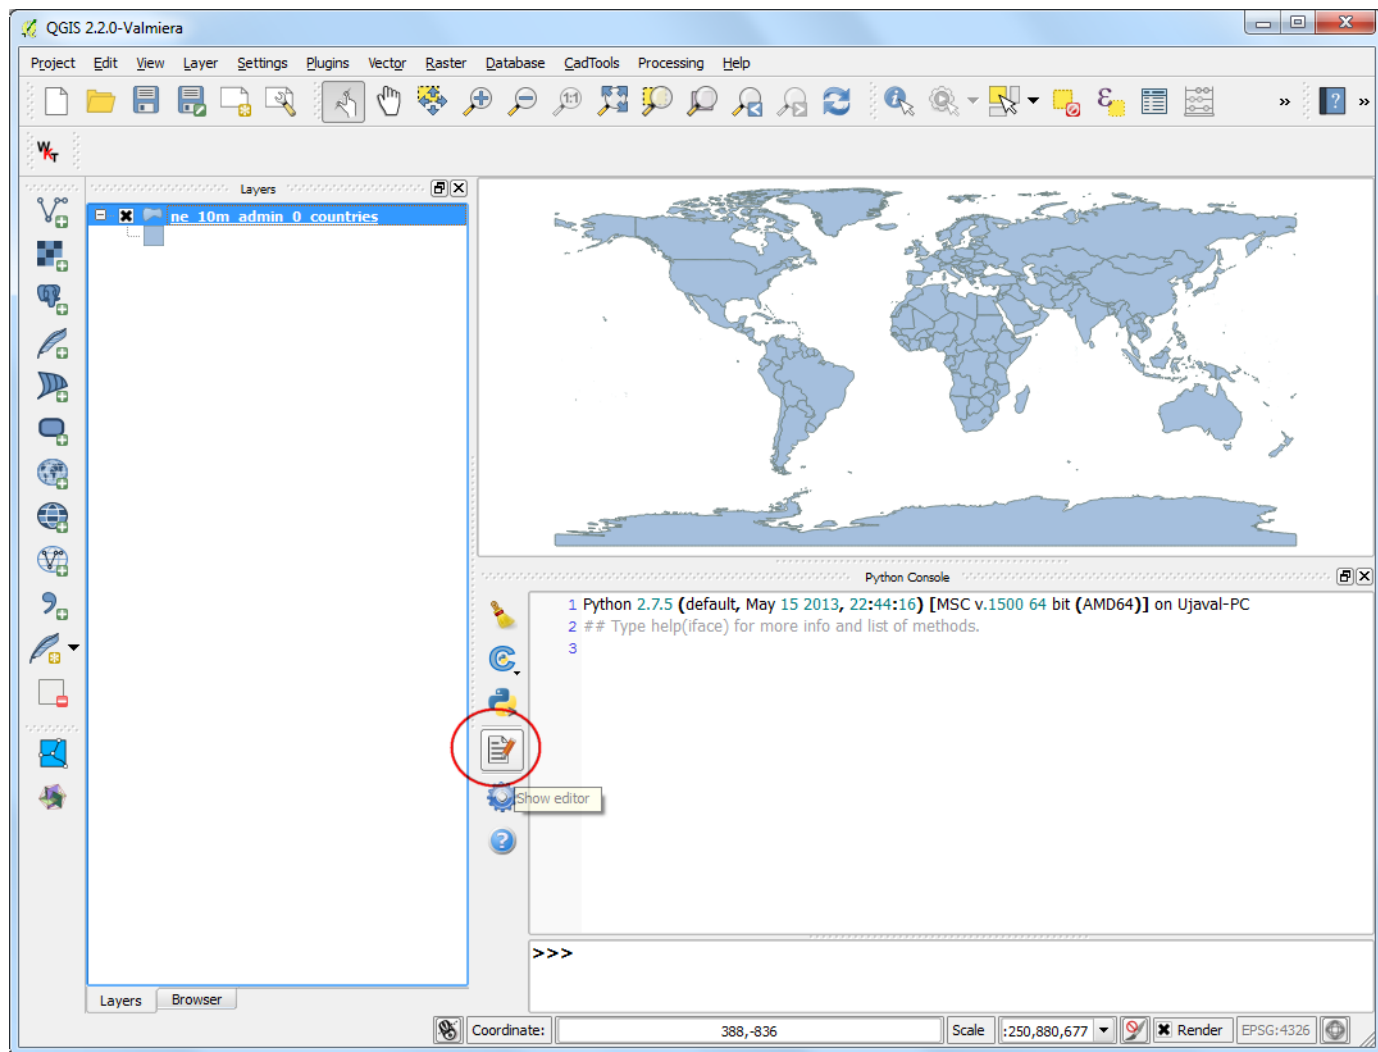 QGIS 2.2.0-Valmiera
Project Edit View Layer Settings Plugins Vector Raster Database CadTools Processing Help
1:1
ε
?
»
»
WKT
Layers
ne_10m_admin_0_countries
Python Console
1 Python 2.7.5 (default, May 15 2013, 22:44:16) [MSC v.1500 64 bit (AMD64)] on Ujaval-PC
2 ## Type help(iface) for more info and list of methods.
3
Show editor
?
>>>
Layers Browser
Coordinate: 388,-836 Scale :250,880,677 Render EPSG:4326